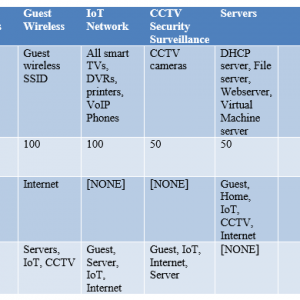 Guest
Wireless
IoT
Network
CCTV
Security
Surveillance
Servers
Guest
wireless
SSID
All smart
TVs,
DVRs,
printers,
VoIP
Phones
CCTV
cameras
DHCP
server, File
server,
Webserver,
Virtual
Machine
server
100
100
50
50
Internet
[NONE]
[NONE]
Guest,
Home,
IoT,
CCTV,
Internet
Servers,
IoT, CCTV
Guest,
Server,
IoT,
Internet
Guest, IoT,
Internet,
Server
[NONE]